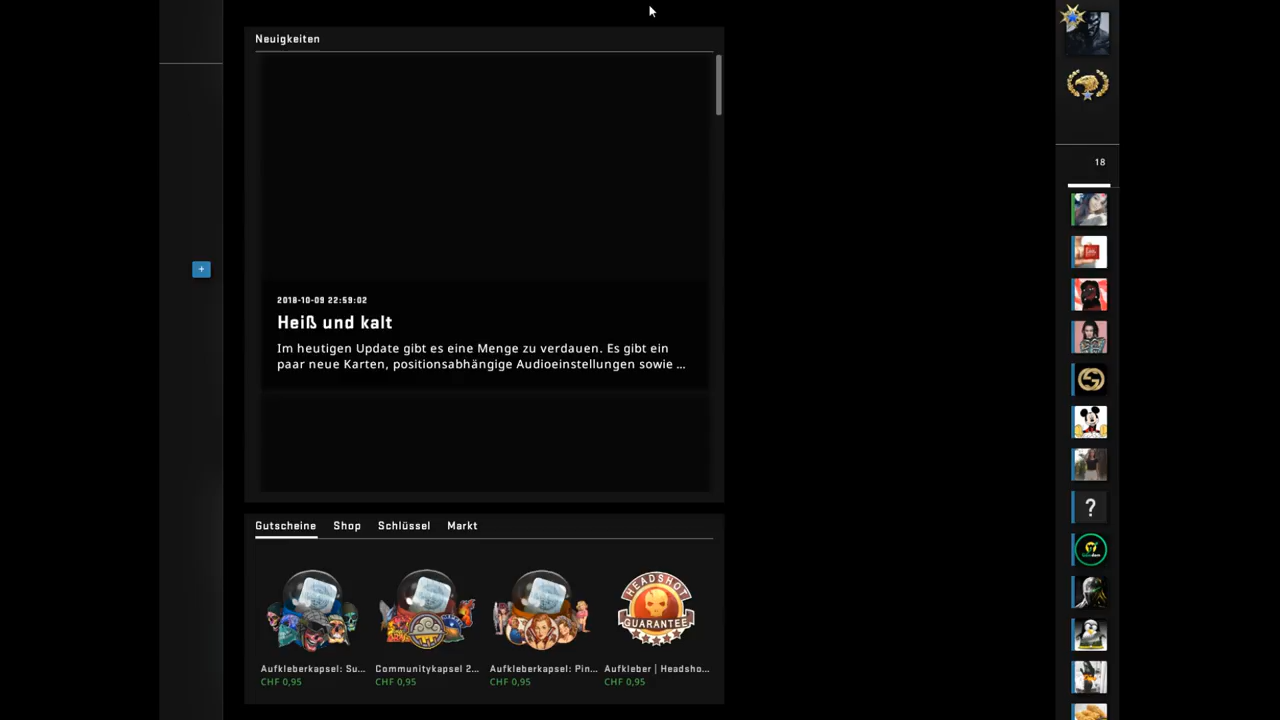 Neuigkeiten
2018-10-09 22:59:02
Heiß und kalt
Im heutigen Update gibt es eine Menge zu verdauen. Es gibt ein
paar neue Karten, positionsabhängige Audioeinstellungen sowie ...
Gutscheine Shop Schlüssel Markt
HEADSHOT
GUARANTEE
Aufkleberkapsel: Su... Communitykapsel 2... Aufkleberkapsel: Pin... Aufkleber | Headsho...
CHF 0,95 CHF 0,95 CHF 0,95 CHF 0,95
18
+
?